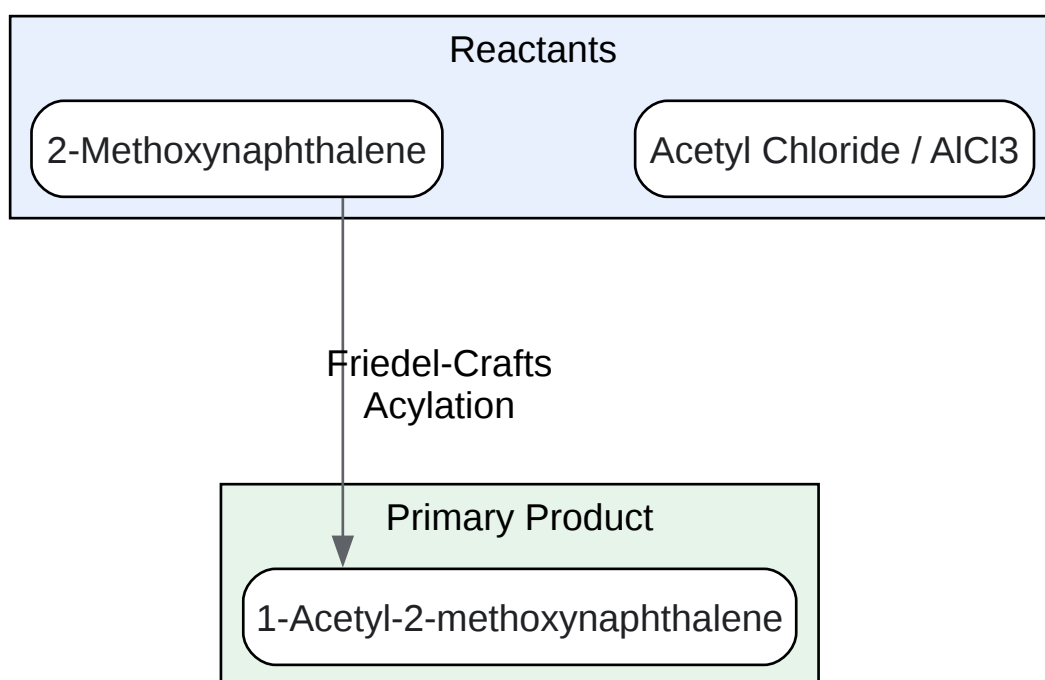 Reactants
2-Methoxynaphthalene
Acetyl Chloride / AlCl3
Friedel-Crafts
Acylation
Primary Product
1-Acetyl-2-methoxynaphthalene